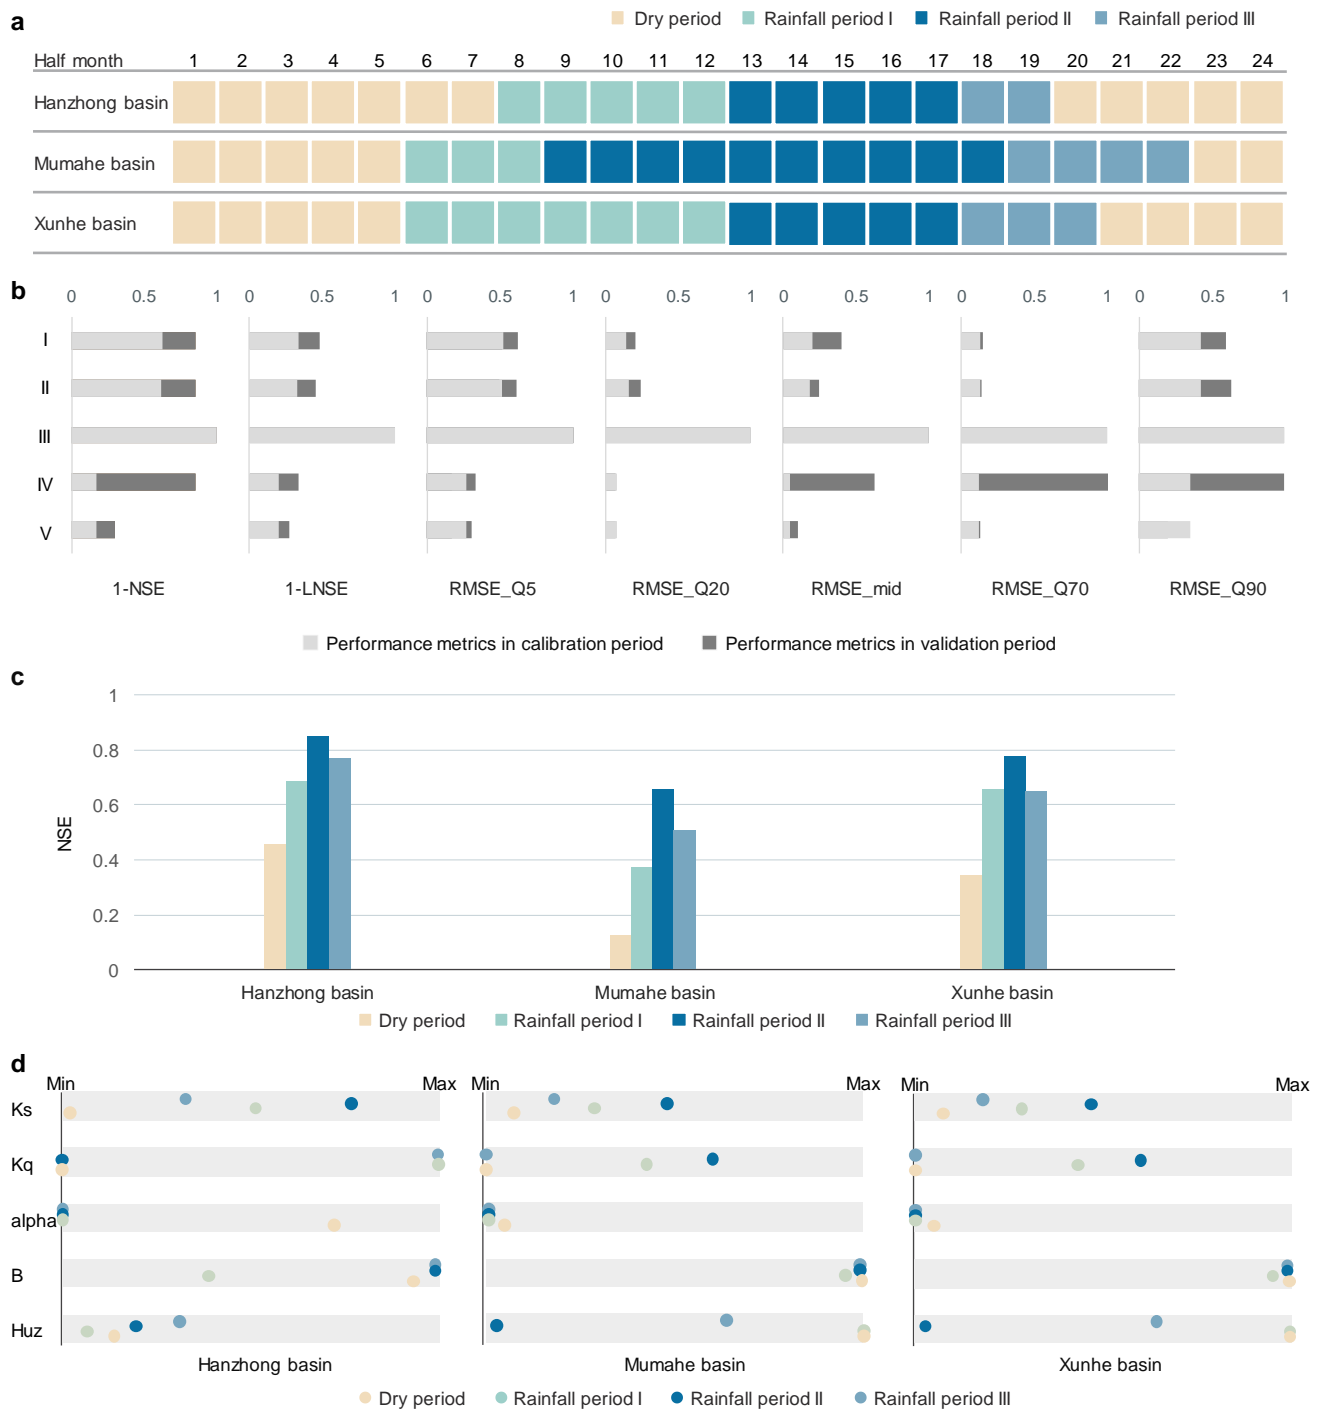 a
Dry period Rainfall period I Rainfall period II Rainfall period III
Half month 1 2 3 4 5 6 7 8 9 10 11 12 13 14 15 16 17 18 19 20 21 22 23 24
Hanzhong basin
Mumahe basin
Xunhe basin
b
0 0.5 1 0 0.5 1 0 0.5 1 0 0.5 1 0 0.5 1 0 0.5 1 0 0.5 1
I
II
III
IV
V
1-NSE 1-LNSE RMSE_Q5 RMSE_Q20 RMSE_mid RMSE_Q70 RMSE_Q90
Performance metrics in calibration period Performance metrics in validation period
c
1
0.8
0.6
0.4
0.2
0
NSE
Hanzhong basin Mumahe basin Xunhe basin
Dry period Rainfall period I Rainfall period II Rainfall period III
d
Min Max Min Max Min Max
Ks
Kq
alpha
B
Huz
Hanzhong basin Mumahe basin Xunhe basin
Dry period Rainfall period I Rainfall period II Rainfall period III